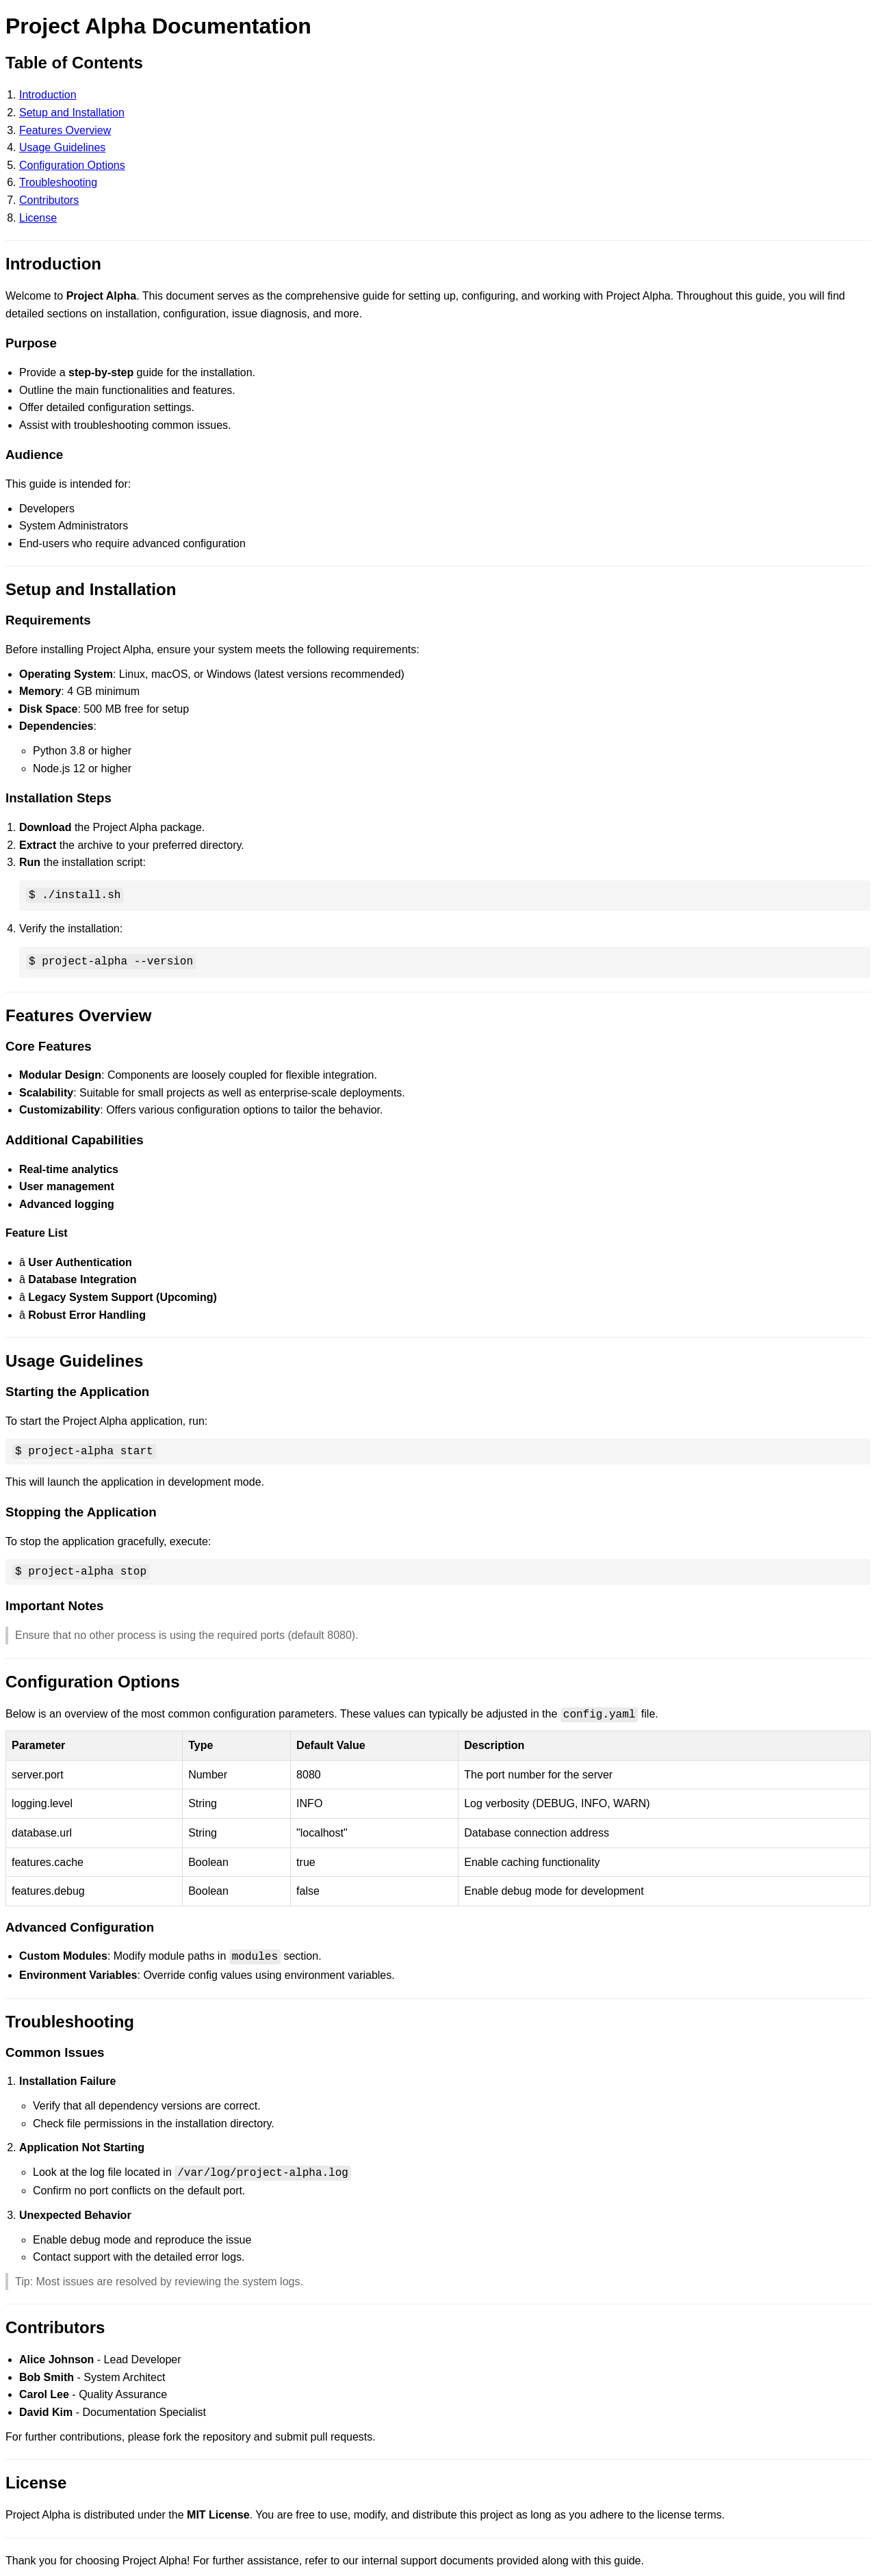 Project Alpha Documentation
Table of Contents
1. Introduction
2. Setup and Installation
3. Features Overview
4. Usage Guidelines
5. Configuration Options
6. Troubleshooting
7. Contributors
8. License
Introduction
Welcome to Project Alpha. This document serves as the comprehensive guide for setting up, configuring, and working with Project Alpha. Throughout this guide, you will find
detailed sections on installation, configuration, issue diagnosis, and more.
Purpose
• Provide a step-by-step guide for the installation.
• Outline the main functionalities and features.
• Offer detailed configuration settings.
• Assist with troubleshooting common issues.
Audience
This guide is intended for:
• Developers
• System Administrators
• End-users who require advanced configuration
Setup and Installation
Requirements
Before installing Project Alpha, ensure your system meets the following requirements:
• Operating System: Linux, macOS, or Windows (latest versions recommended)
• Memory: 4 GB minimum
• Disk Space: 500 MB free for setup
• Dependencies:
◦ Python 3.8 or higher
◦ Node.js 12 or higher
Installation Steps
1. Download the Project Alpha package.
2. Extract the archive to your preferred directory.
3. Run the installation script:
$ ./install.sh
4. Verify the installation:
$ project-alpha --version
Features Overview
Core Features
• Modular Design: Components are loosely coupled for flexible integration.
• Scalability: Suitable for small projects as well as enterprise-scale deployments.
• Customizability: Offers various configuration options to tailor the behavior.
Additional Capabilities
• Real-time analytics
• User management
• Advanced logging
Feature List
• â User Authentication
• â Database Integration
• â Legacy System Support (Upcoming)
• â Robust Error Handling
Usage Guidelines
Starting the Application
To start the Project Alpha application, run:
$ project-alpha start
This will launch the application in development mode.
Stopping the Application
To stop the application gracefully, execute:
$ project-alpha stop
Important Notes
Ensure that no other process is using the required ports (default 8080).
Configuration Options
Below is an overview of the most common configuration parameters. These values can typically be adjusted in the config.yaml file.
Parameter Type Default Value Description
server.port Number 8080 The port number for the server
logging.level String INFO Log verbosity (DEBUG, INFO, WARN)
database.url String "localhost" Database connection address
features.cache Boolean true Enable caching functionality
features.debug Boolean false Enable debug mode for development
Advanced Configuration
• Custom Modules: Modify module paths in modules section.
• Environment Variables: Override config values using environment variables.
Troubleshooting
Common Issues
1. Installation Failure
◦ Verify that all dependency versions are correct.
◦ Check file permissions in the installation directory.
2. Application Not Starting
◦ Look at the log file located in /var/log/project-alpha.log
◦ Confirm no port conflicts on the default port.
3. Unexpected Behavior
◦ Enable debug mode and reproduce the issue
◦ Contact support with the detailed error logs.
Tip: Most issues are resolved by reviewing the system logs.
Contributors
• Alice Johnson - Lead Developer
• Bob Smith - System Architect
• Carol Lee - Quality Assurance
• David Kim - Documentation Specialist
For further contributions, please fork the repository and submit pull requests.
License
Project Alpha is distributed under the MIT License. You are free to use, modify, and distribute this project as long as you adhere to the license terms.
Thank you for choosing Project Alpha! For further assistance, refer to our internal support documents provided along with this guide.